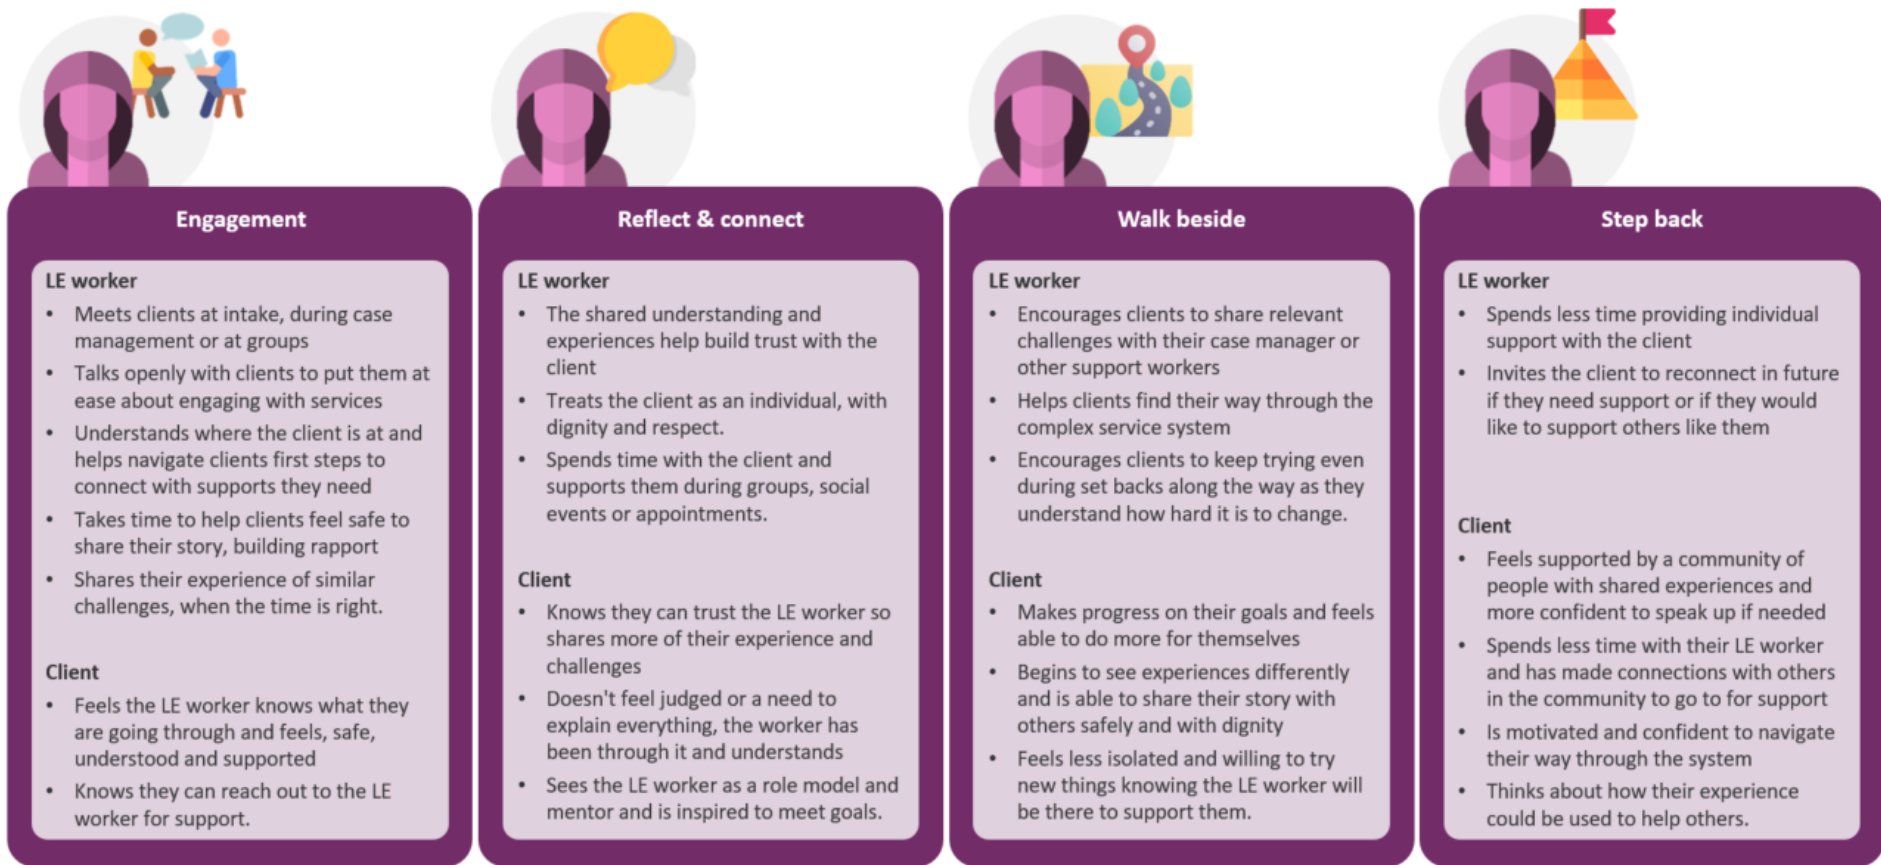 Engagement
LE worker
• Meets clients at intake, during case
management or at groups
• Talks openly with clients to put them at
ease about engaging with services
• Understands where the client is at and
helps navigate clients first steps to
connect with supports they need
• Takes time to help clients feel safe to
share their story, building rapport
• Shares their experience of similar
challenges, when the time is right.
Client
• Feels the LE worker knows what they
are going through and feels, safe,
understood and supported
• Knows they can reach out to the LE
worker for support.
Reflect & connect
LE worker
• The shared understanding and
experiences help build trust with the
client
• Treats the client as an individual, with
dignity and respect.
• Spends time with the client and
supports them during groups, social
events or appointments.
Client
• Knows they can trust the LE worker so
shares more of their experience and
challenges
• Doesn't feel judged or a need to
explain everything, the worker has
been through it and understands
• Sees the LE worker as a role model and
mentor and is inspired to meet goals.
Walk beside
LE worker
• Encourages clients to share relevant
challenges with their case manager or
other support workers
• Helps clients find their way through the
complex service system
• Encourages clients to keep trying even
during set backs along the way as they
understand how hard it is to change.
Client
• Makes progress on their goals and feels
able to do more for themselves
• Begins to see experiences differently
and is able to share their story with
others safely and with dignity
• Feels less isolated and willing to try
new things knowing the LE worker will
be there to support them.
Step back
LE worker
• Spends less time providing individual
support with the client
• Invites the client to reconnect in future
if they need support or if they would
like to support others like them
Client
• Feels supported by a community of
people with shared experiences and
more confident to speak up if needed
• Spends less time with their LE worker
and has made connections with others
in the community to go to for support
• Is motivated and confident to navigate
their way through the system
• Thinks about how their experience
could be used to help others.